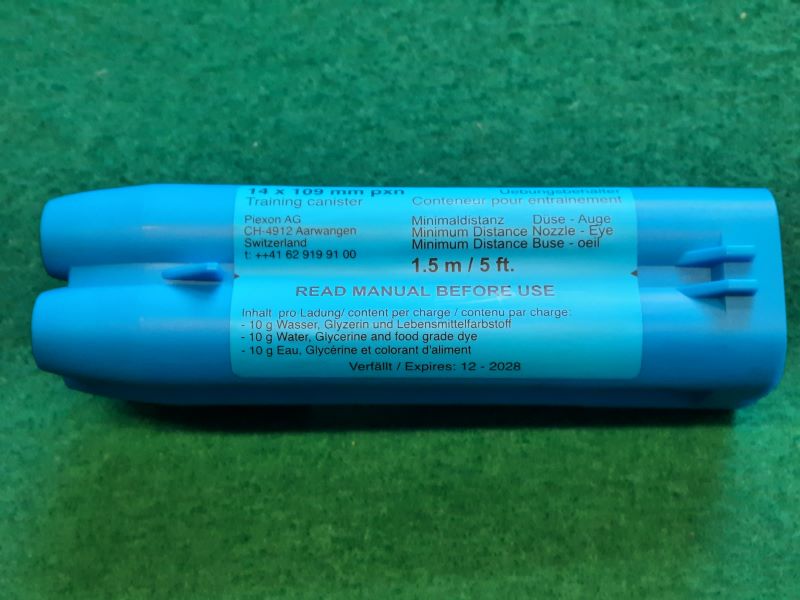 14 x 109 mm pxn Uebungsbehälter
Training canister Conteneur pour entrainement
Piexon AG
CH-4912 Aarwangen
Switzerland
t: ++41 62 919 91 00
Minimaldistanz Düse - Auge
Minimum Distance Nozzle - Eye
Minimum Distance Buse - oeil
1.5 m / 5 ft.
READ MANUAL BEFORE USE
Inhalt pro Ladung/ content per charge / contenu par charge:
- 10 g Wasser, Glyzerin und Lebensmittelfarbstoff
- 10 g Water, Glycerine and food grade dye
- 10 g Eau, Glycérine et colorant d'aliment
Verfällt / Expires: 12 - 2028